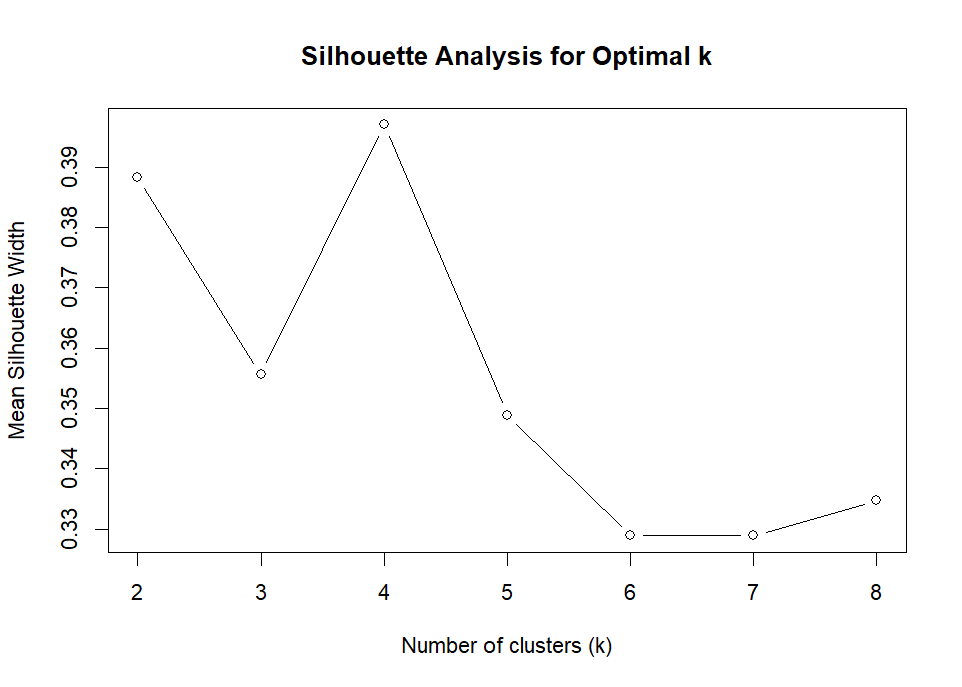 Silhouette Analysis for Optimal k
Mean Silhouette Width
0.39
0.38
0.37
0.36
0.35
0.34
0.33
2 3 4 5 6 7 8
Number of clusters (k)